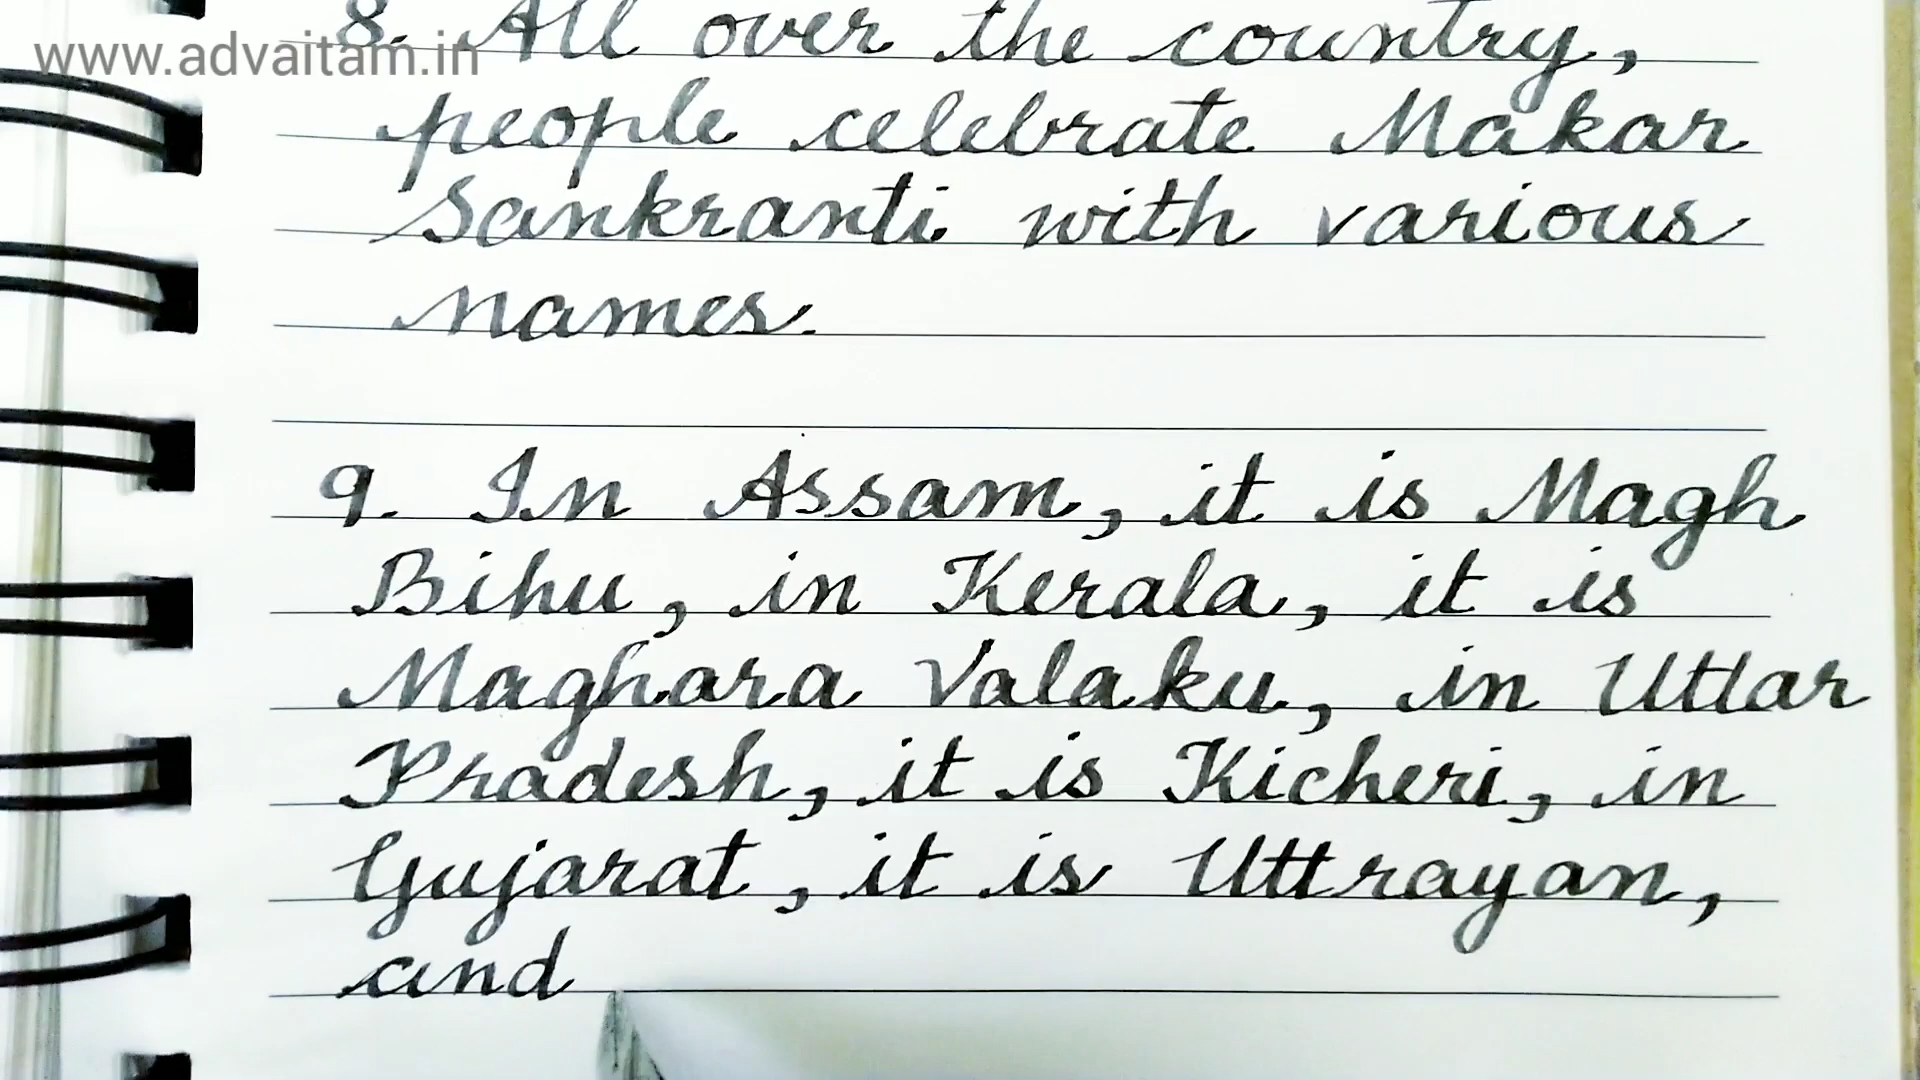 www.advaitam.in
8. All over the country,
people celebrate Makar
Sankranti with various
names.
9. In Assam, it is Magh
Bihu, in Kerala, it is
Maghara Valaku, in Uttar
Pradesh, it is Kicheri, in
Gujarat, it is Uttrayan,
and